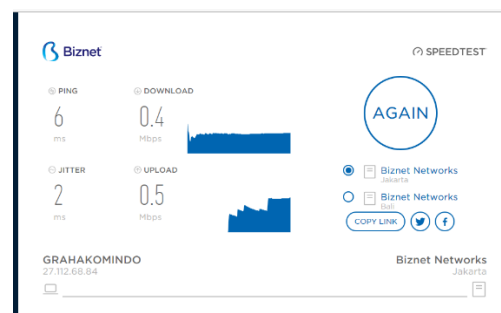 Biznet
SPEEDTEST
PING
6
ms
DOWNLOAD
0.4
Mbps
JITTER
2
ms
UPLOAD
0.5
Mbps
AGAIN
Biznet Networks
Jakarta
Biznet Networks
Bali
COPY LINK
GRAHAKOMINDO
27.112.68.84
Biznet Networks
Jakarta